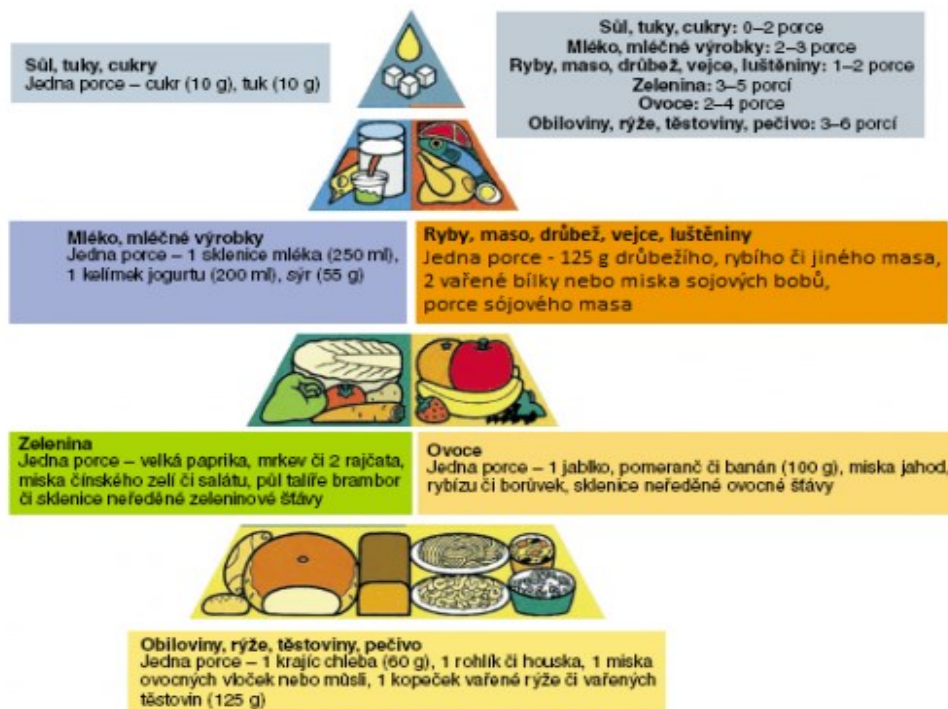 Sůl, tuky, cukry
Jedna porce – cukr (10 g), tuk (10 g)
Sůl, tuky, cukry: 0–2 porce
Mléko, mléčné výrobky: 2–3 porce
Ryby, maso, drůbež, vejce, luštěniny: 1–2 porce
Zelenina: 3–5 porcí
Ovoce: 2–4 porce
Obiloviny, rýže, těstoviny, pečivo: 3–6 porcí
Mléko, mléčné výrobky
Jedna porce – 1 sklenice mléka (250 ml),
1 kelímek jogurtu (200 ml), sýr (55 g)
Ryby, maso, drůbež, vejce, luštěniny
Jedna porce - 125 g drůbežího, rybího či jiného masa,
2 vařené bílky nebo miska sojových bobů,
porce sójového masa
Zelenina
Jedna porce – velká paprika, mrkev či 2 rajčata,
miska čínského zelí či salátu, půl talíře brambor
či sklenice neředěné zeleninové šťávy
Ovoce
Jedna porce – 1 jablko, pomeranč či banán (100 g), miska jahod,
rybízu či borůvek, sklenice neředěné ovocné šťávy
Obiloviny, rýže, těstoviny, pečivo
Jedna porce – 1 krajíc chleba (60 g), 1 rohlík či houska, 1 miska
ovocných vloček nebo műsli, 1 kopeček vařené rýže či vařených
těstovin (125 g)